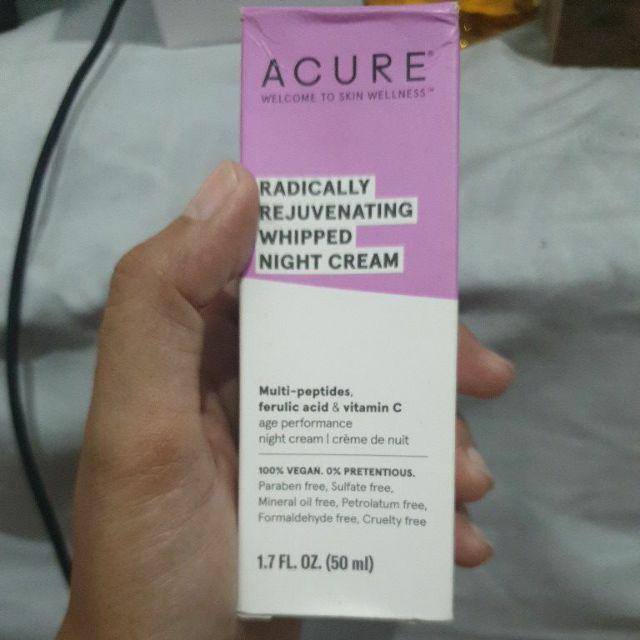 ACURE®
WELCOME TO SKIN WELLNESS™
RADICALLY
REJUVENATING
WHIPPED
NIGHT CREAM
Multi-peptides,
ferulic acid & vitamin C
age performance
night cream | crème de nuit
100% VEGAN. 0% PRETENTIOUS.
Paraben free, Sulfate free,
Mineral oil free, Petrolatum free,
Formaldehyde free, Cruelty free
1.7 FL. OZ. (50 ml)